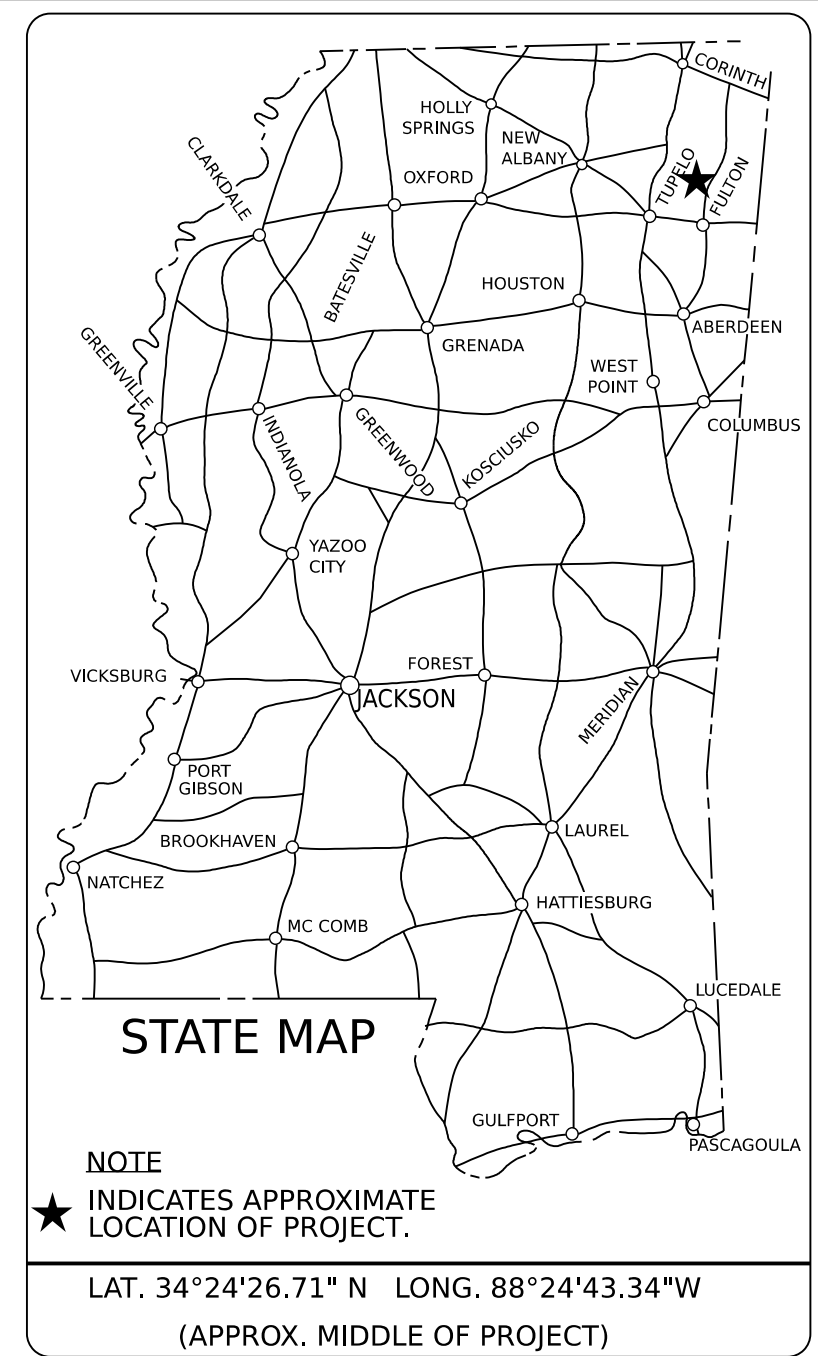 CORINTH
HOLLY
SPRINGS
NEW
ALBANY
CLARKDALE
OXFORD
TUPELO
FULTON
BATESVILLE
HOUSTON
ABERDEEN
GRENADA
GREENVILLE
WEST
POINT
COLUMBUS
INDIANOLA
GREENWOOD
KOSCIUSKO
YAZOO
CITY
VICKSBURG
FOREST
JACKSON
MERIDIAN
PORT
GIBSON
BROOKHAVEN
LAUREL
NATCHEZ
HATTIESBURG
MC COMB
LUCEDALE
STATE MAP
GULFPORT
PASCAGOULA
NOTE
INDICATES APPROXIMATE
LOCATION OF PROJECT.
LAT. 34°24'26.71" N LONG. 88°24'43.34"W
(APPROX. MIDDLE OF PROJECT)